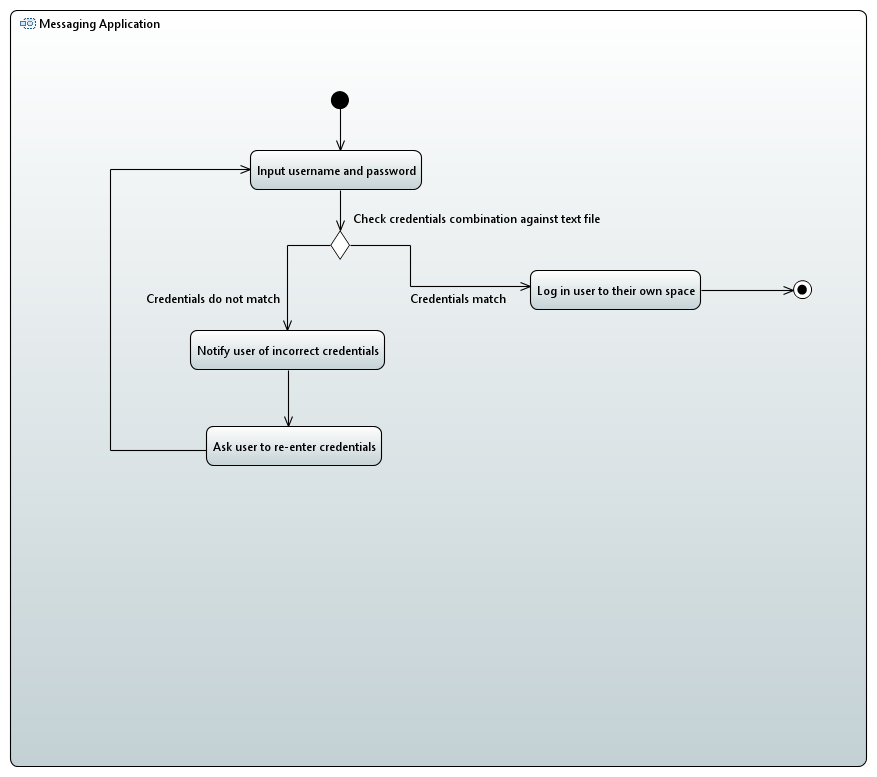 Messaging Application
Input username and password
Check credentials combination against text file
Credentials do not match
Credentials match
Log in user to their own space
Notify user of incorrect credentials
Ask user to re-enter credentials